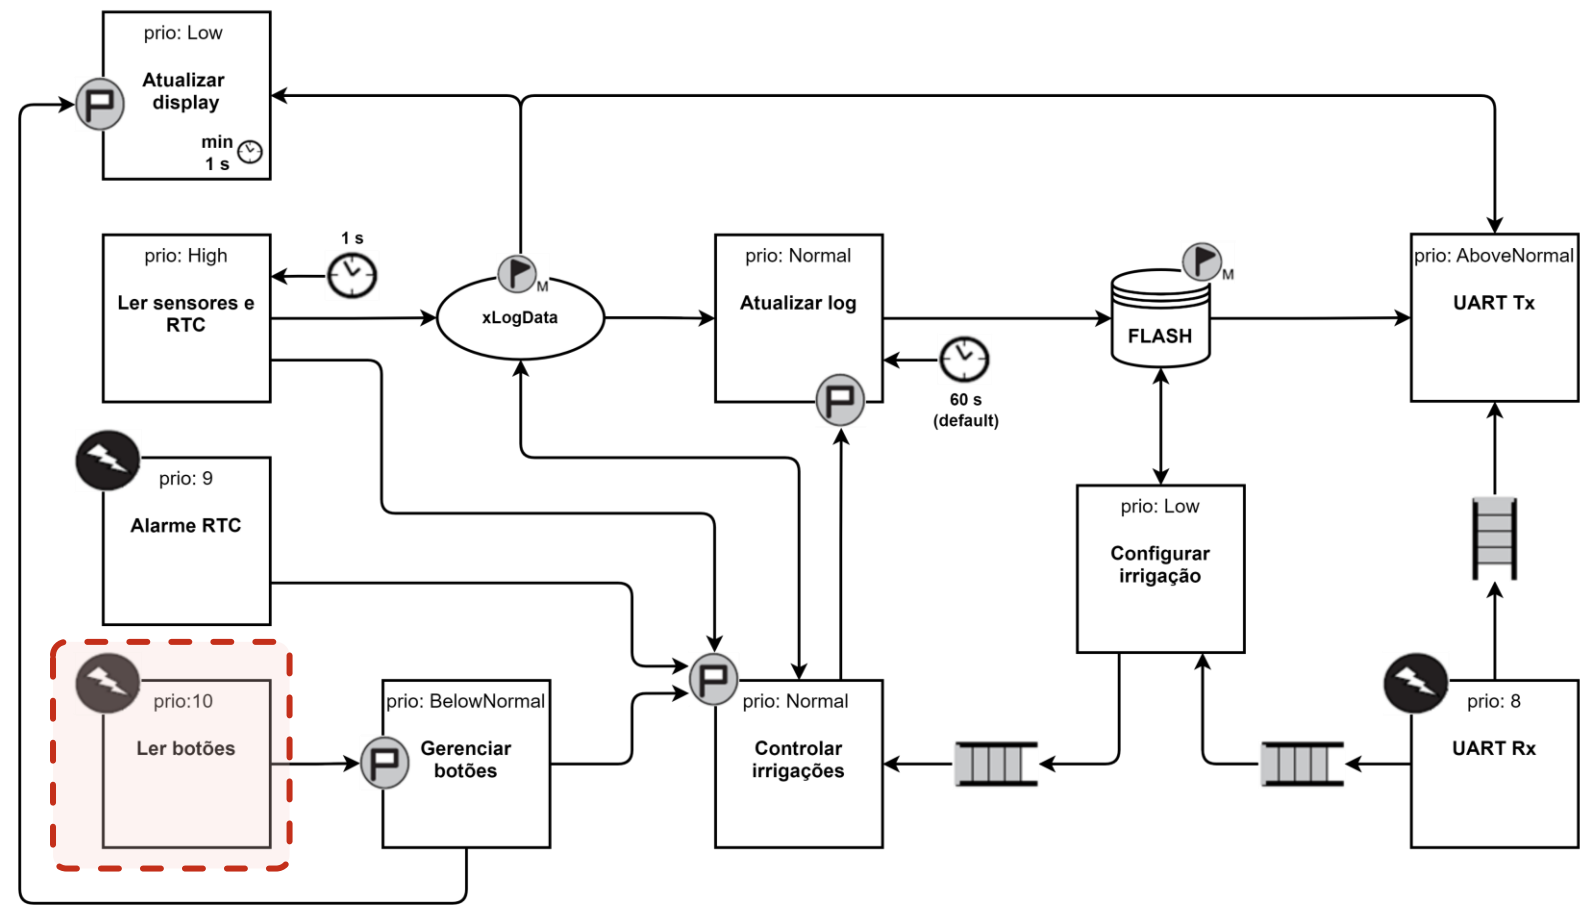 prio: Low
Atualizar
display
min
1 s
prio: High
Ler sensores e
RTC
1 s
M
xLogData
prio: Normal
Atualizar log
60 s
(default)
M
FLASH
prio: AboveNormal
UART Tx
prio: 9
Alarme RTC
prio: Low
Configurar
irrigação
prio:10
Ler botões
prio: BelowNormal
Gerenciar
botões
prio: Normal
Controlar
irrigações
prio: 8
UART Rx